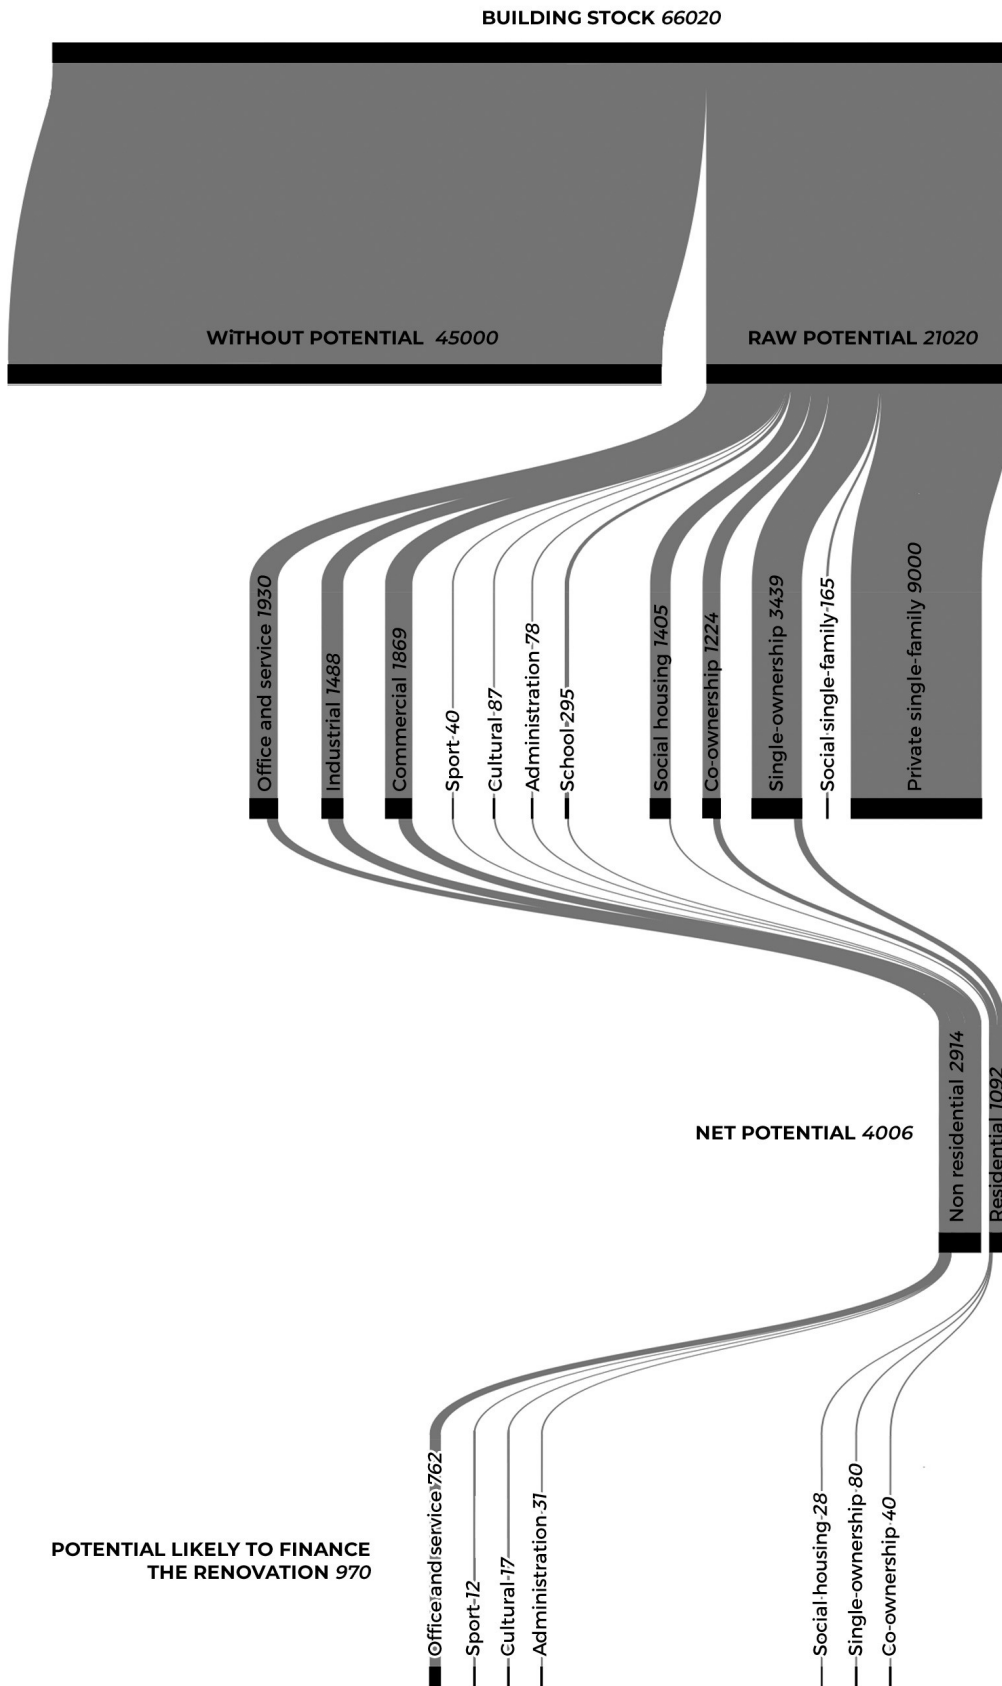 BUILDING STOCK 66020
WiTHOUT POTENTIAL 45000
RAW POTENTIAL 21020
Office and service 1930
Industrial 1488
Commercial 1869
Sport 40
Cultural 87
Administration 78
School 295
Social housing 1405
Co-ownership 1224
Single-ownership 3439
Social single-family 165
Private single-family 9000
NET POTENTIAL 4006
Non residential 2914
Residential 1092
POTENTIAL LIKELY TO FINANCE
THE RENOVATION 970
Office and service 762
Sport 12
Cultural 17
Administration 31
Social housing 28
Single-ownership 80
Co-ownership 40